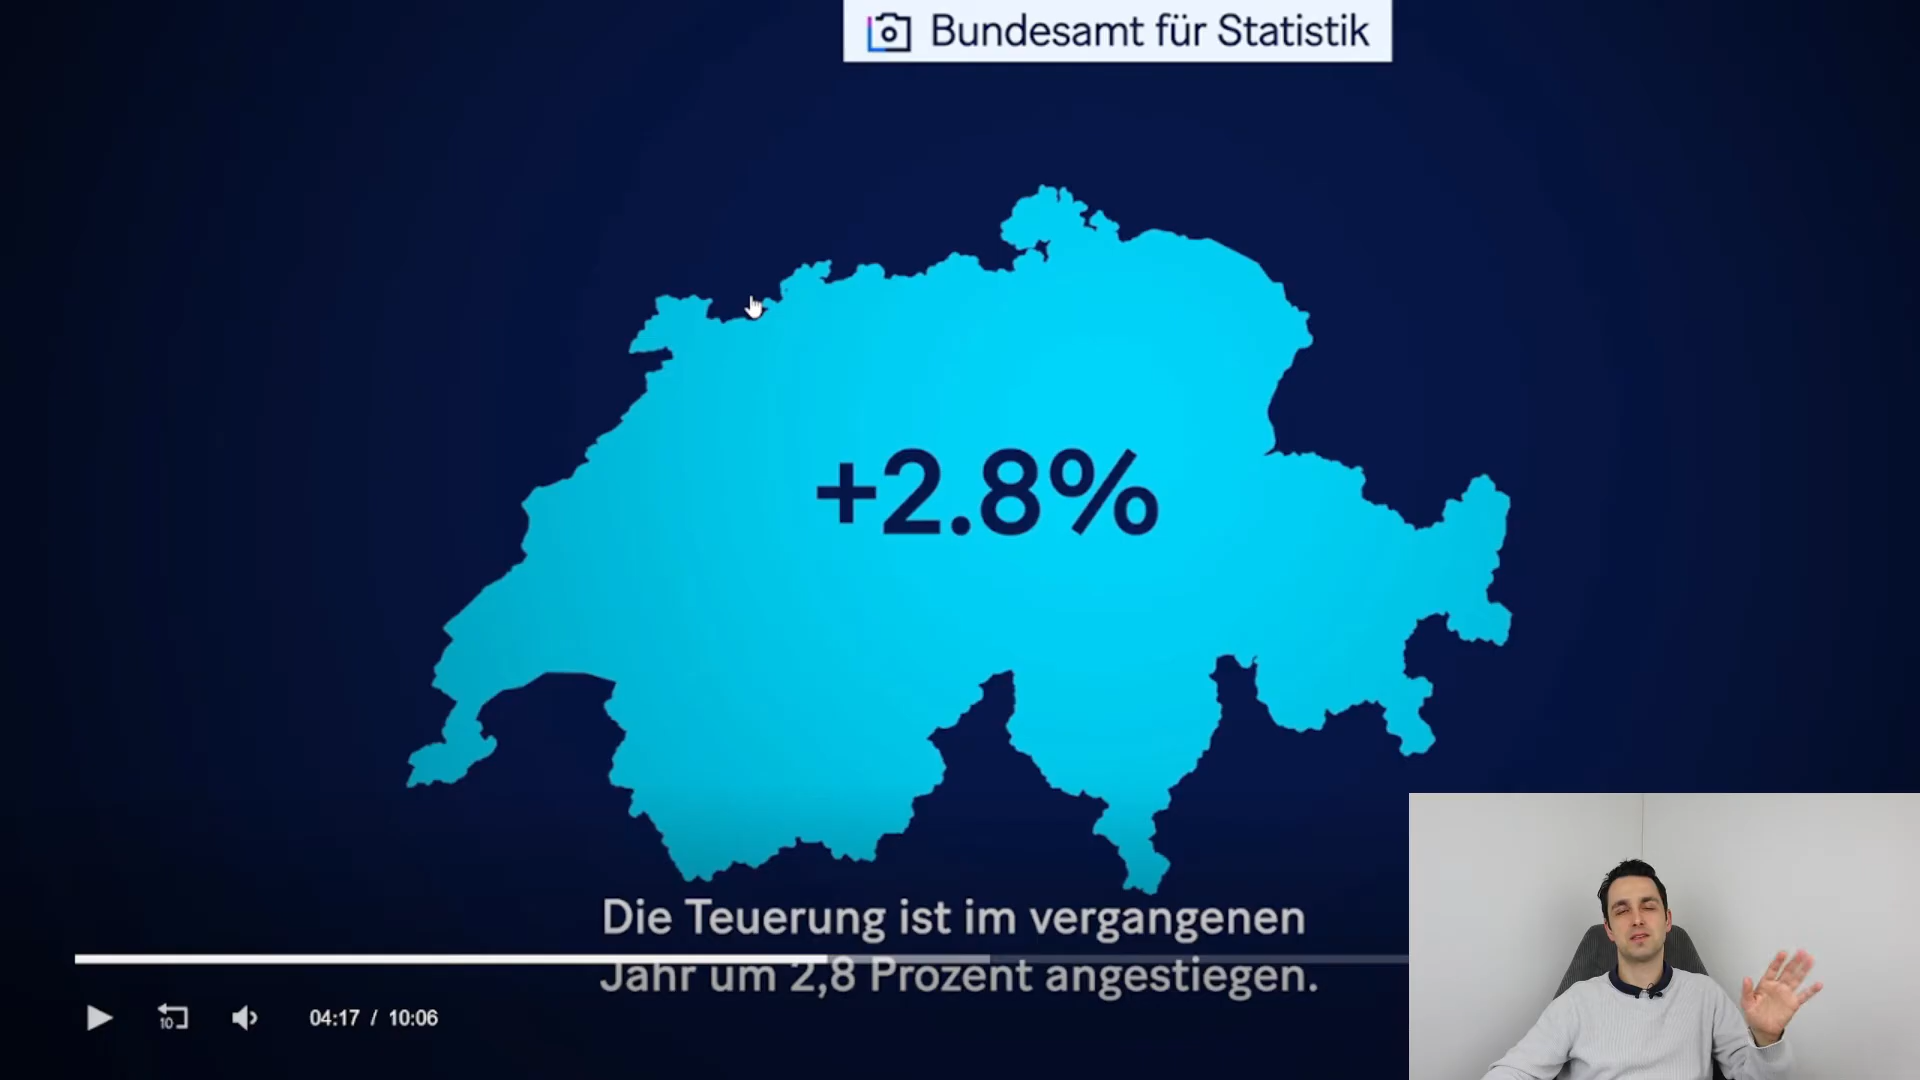 Bundesamt für Statistik
+2.8%
Die Teuerung ist im vergangenen
Jahr um 2,8 Prozent angestiegen.
10
04:17 / 10:06